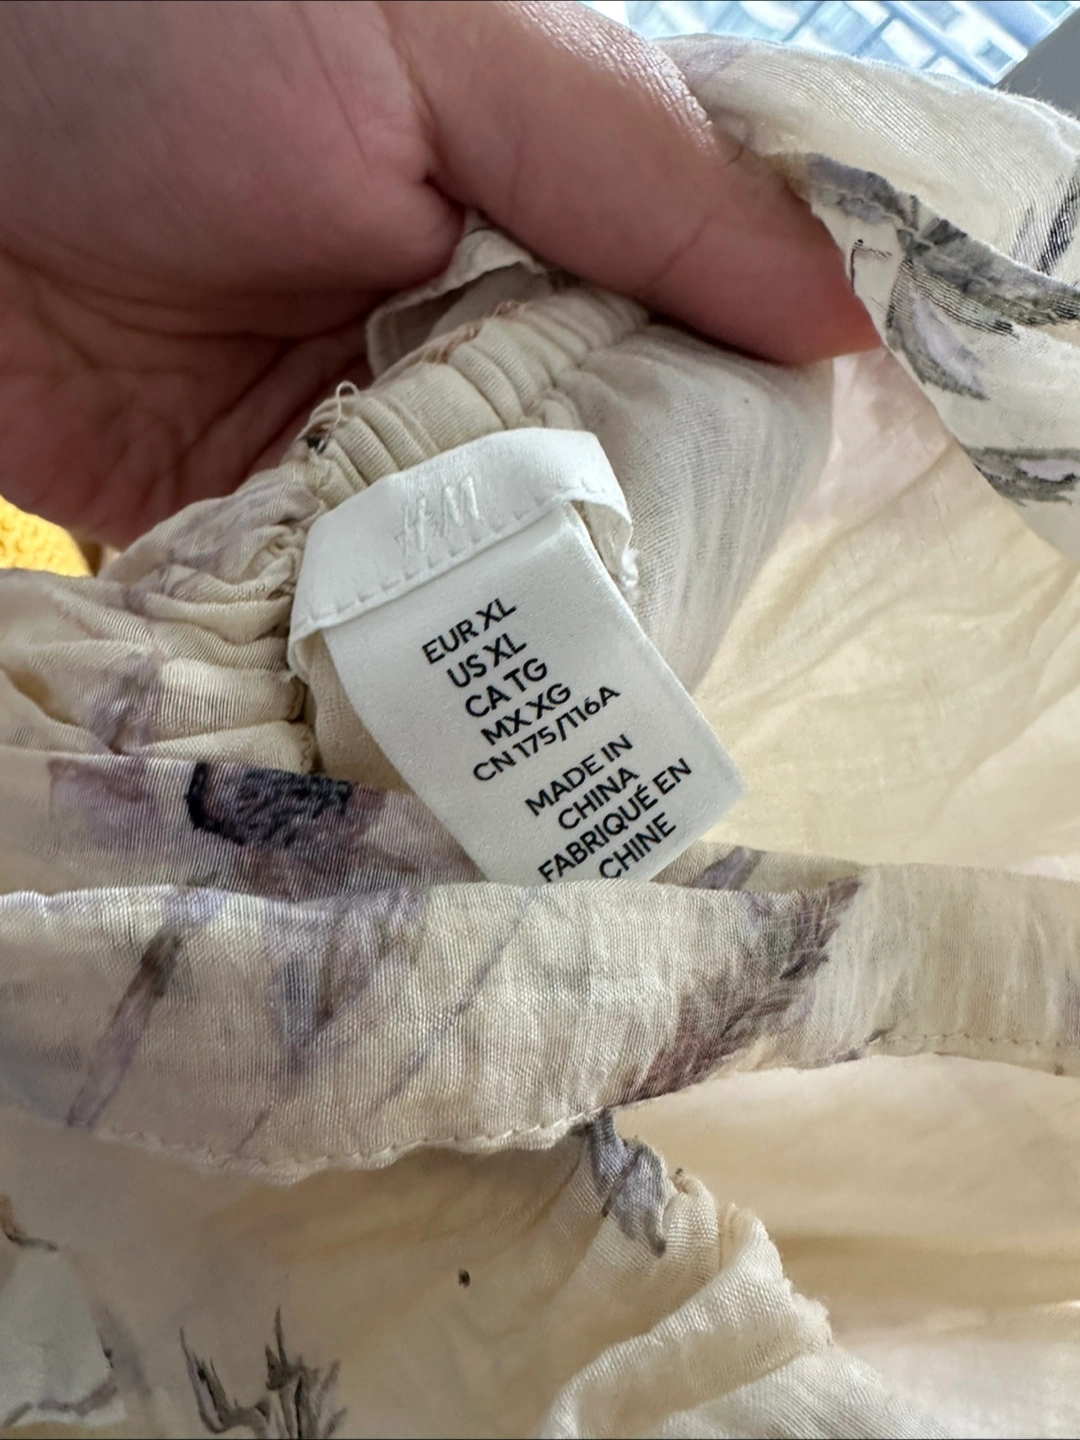 H&M
EUR XL
US XL
CA TG
MX XG
CN 175/116A
MADE IN
CHINA
FABRIQUÉ EN
CHINE